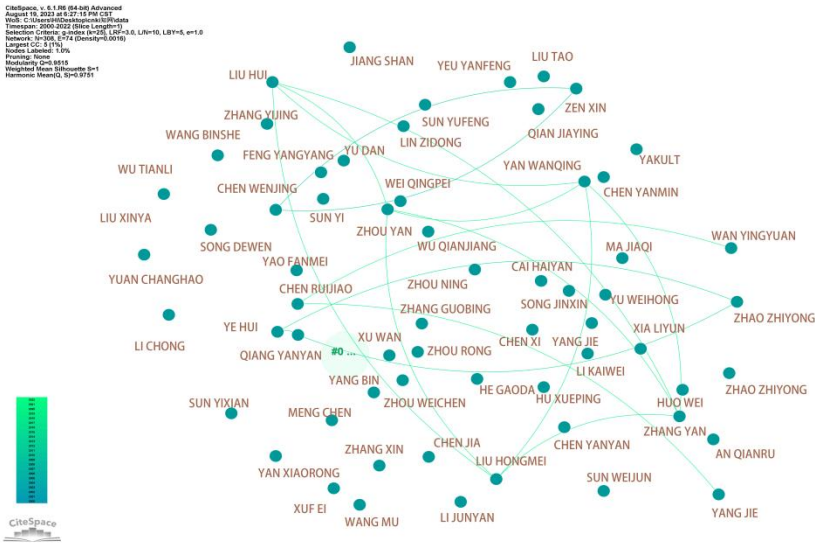 CiteSpace, v. 6.1.R6 (64-bit) Advanced
August 19, 2023 at 6:27:15 PM CST
Timespan: 2000-2022 (Slice Length=1)
Selection Criteria: g-index (k=25), LRF=3.0, L/N=10, LBY=5, e=1.0
Network: N=308, E=74 (Density=0.0016)
Largest CC: 5 (1%)
Nodes Labeled: 1.0%
Pruning: None
Modularity Q=0.9515
Weighted Mean Silhouette S=1
Harmonic Mean(Q, S)=0.9751
JIANG SHAN
YEU YANFENG
LIU TAO
LIU HUI
ZEN XIN
ZHANG YUJING
SUN YUFENG
QIAN JIAYING
WANG BINSHE
LIN ZIDONG
FENG YANGYANG
YU DAN
YAN WANQING
YAKULT
WU TIANLI
CHEN WENJING
WEI QINGPEI
CHEN YANMIN
LIU XINYA
SUN YI
ZHOU YAN
SONG DEWEN
WU QIANJIANG
MA JIAQI
WAN YINGYUAN
YAO FANMEI
CAI HAIYAN
YUAN CHANGHAO
CHEN RUIJIAO
ZHOU NING
SONG JINXIN
YU WEIHONG
ZHANG GUOBING
ZHAO ZHIYONG
YE HUI
XU WAN
CHEN XI
YANG JIE
XIA LIYUN
LI CHONG
QIANG YANYAN
#0 ...
ZHOU RONG
LI KAIWEI
YANG BIN
HE GAODA
HU XUEPING
ZHAO ZHIYONG
SUN YIXIAN
MENG CHEN
ZHOU WEICHEN
HUO WEI
ZHANG YAN
CHEN JIA
CHEN YANYAN
AN QIANRU
ZHANG XIN
LIU HONGMEI
YAN XIAORONG
SUN WEIJUN
XUF EI
WANG MU
LI JUNYAN
YANG JIE
CiteSpace